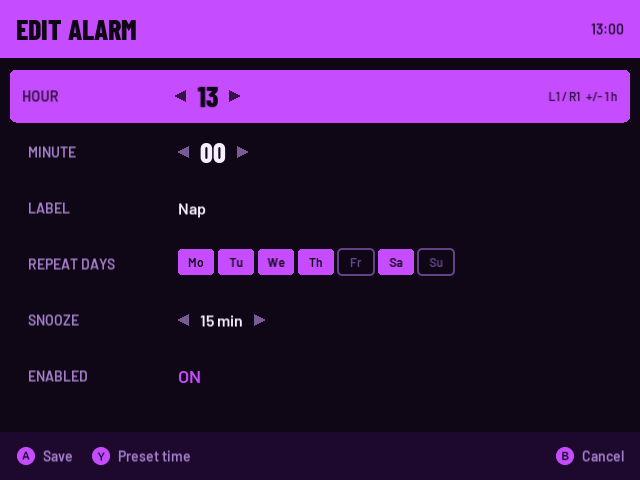 EDIT ALARM 13:00
HOUR ◀ 13 ▶ L1/R1 +/-1h
MINUTE ◀ 00 ▶
LABEL Nap
REPEAT DAYS Mo Tu We Th Fr Sa Su
SNOOZE ◀ 15 min ▶
ENABLED ON
A Save Y Preset time B Cancel